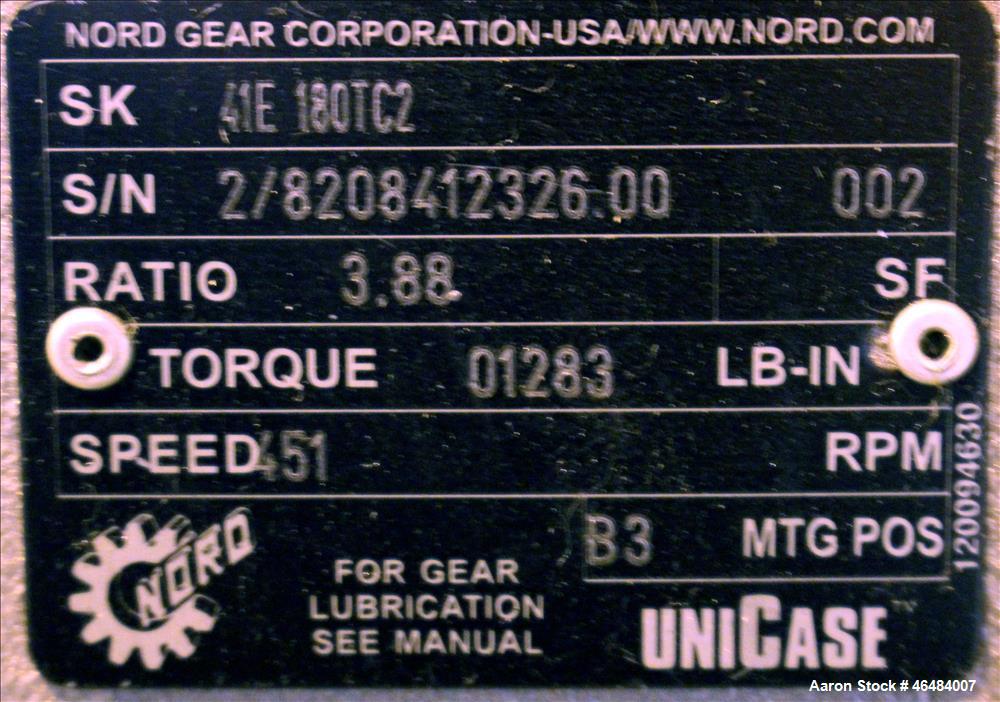 NORD GEAR CORPORATION-USA/WWW.NORD.COM
SK 41E 180TC2
S/N 2/8208412326.00 002
RATIO 3.88 SF
TORQUE 01283 LB-IN
SPEED 451 RPM
B3 MTG POS
120094630
NORD
FOR GEAR
LUBRICATION
SEE MANUAL
UNICASE™
Aaron Stock # 46484007